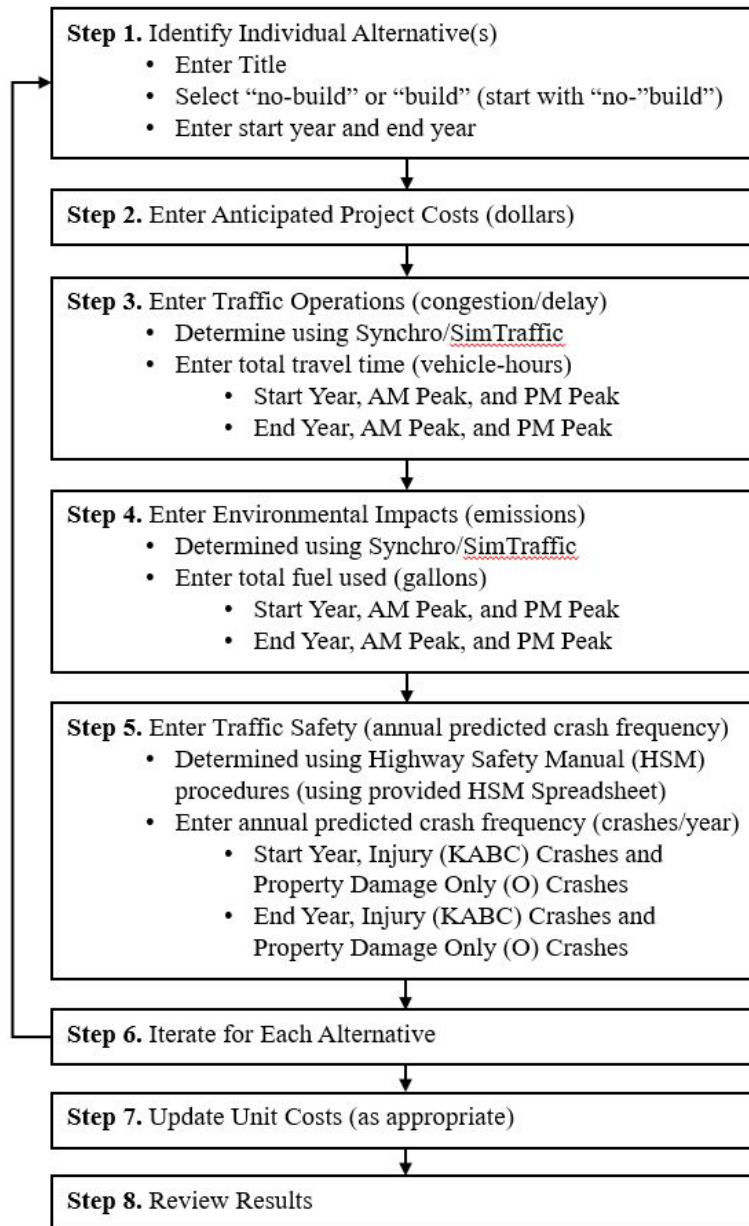 Step 1. Identify Individual Alternative(s)
• Enter Title
• Select “no-build” or “build” (start with “no-”build”)
• Enter start year and end year
Step 2. Enter Anticipated Project Costs (dollars)
Step 3. Enter Traffic Operations (congestion/delay)
• Determine using Synchro/SimTraffic
• Enter total travel time (vehicle-hours)
• Start Year, AM Peak, and PM Peak
• End Year, AM Peak, and PM Peak
Step 4. Enter Environmental Impacts (emissions)
• Determined using Synchro/SimTraffic
• Enter total fuel used (gallons)
• Start Year, AM Peak, and PM Peak
• End Year, AM Peak, and PM Peak
Step 5. Enter Traffic Safety (annual predicted crash frequency)
• Determined using Highway Safety Manual (HSM)
procedures (using provided HSM Spreadsheet)
• Enter annual predicted crash frequency (crashes/year)
• Start Year, Injury (KABC) Crashes and
Property Damage Only (O) Crashes
• End Year, Injury (KABC) Crashes and
Property Damage Only (O) Crashes
Step 6. Iterate for Each Alternative
Step 7. Update Unit Costs (as appropriate)
Step 8. Review Results